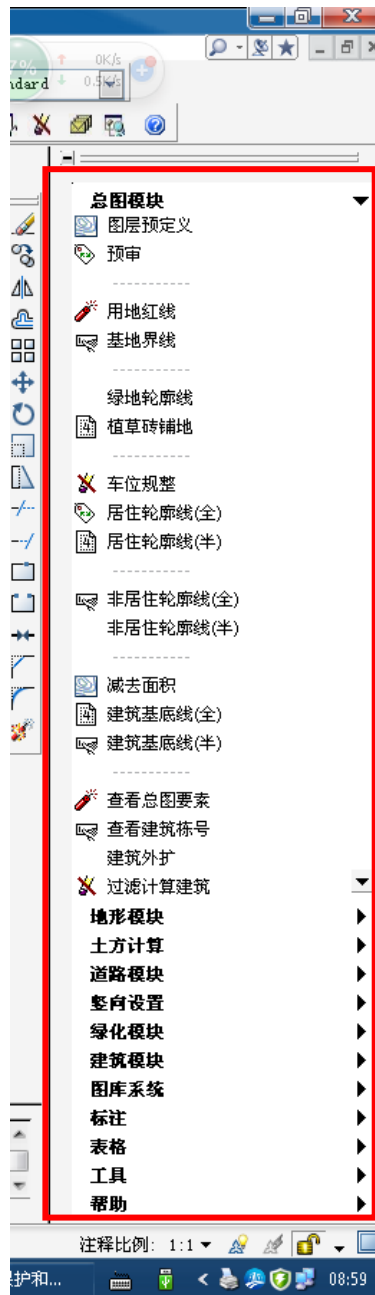 7%
0K/s
ndard
0.5K/s
总图模块
图层预定义
预审
用地红线
基地界线
绿地轮廓线
植草砖铺地
车位规整
居住轮廓线(全)
居住轮廓线(半)
非居住轮廓线(全)
非居住轮廓线(半)
减去面积
建筑基底线(全)
建筑基底线(半)
查看总图要素
查看建筑栋号
建筑外扩
过滤计算建筑
地形模块
土方计算
道路模块
竖向设置
绿化模块
建筑模块
图库系统
标注
表格
工具
帮助
注释比例: 1:1
护和...
08:59